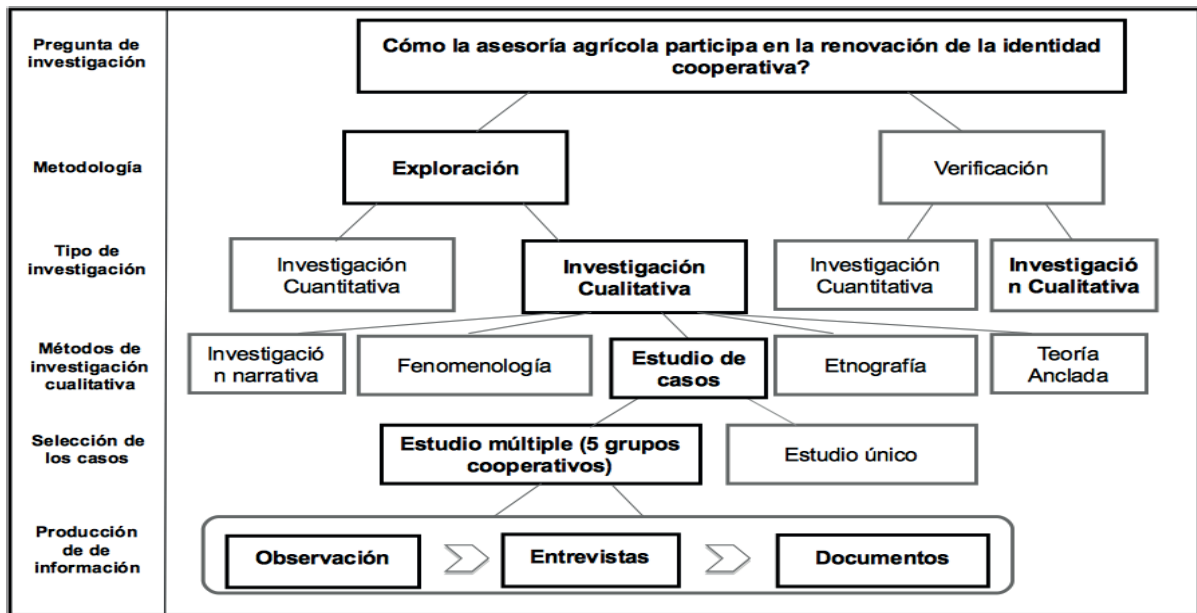 Pregunta de
investigación
Cómo la asesoría agrícola participa en la renovación de la identidad
cooperativa?
Metodología
Exploración
Verificación
Tipo de
investigación
Investigación
Cuantitativa
Investigación
Cualitativa
Investigación
Cuantitativa
Investigació
n Cualitativa
Métodos de
investigación
cualitativa
Investigació
n narrativa
Fenomenología
Estudio de
casos
Etnografía
Teoría
Anclada
Selección de
los casos
Estudio múltiple (5 grupos
cooperativos)
Estudio único
Producción
de de
información
Observación
Entrevistas
Documentos